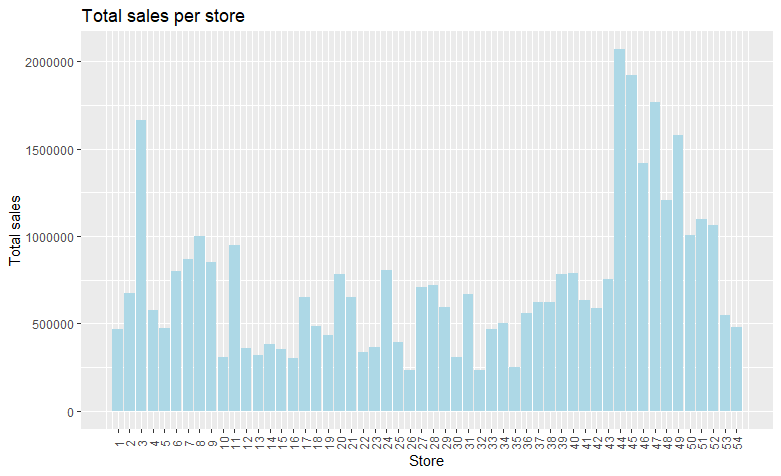 Total sales per store
2000000
1500000
1000000
500000
0
Total sales
1 2 3 4 5 6 7 8 9 10 11 12 13 14 15 16 17 18 19 20 21 22 23 24 25 26 27 28 29 30 31 32 33 34 35 36 37 38 39 40 41 42 43 44 45 46 47 48 49 50 51 52 53 54
Store